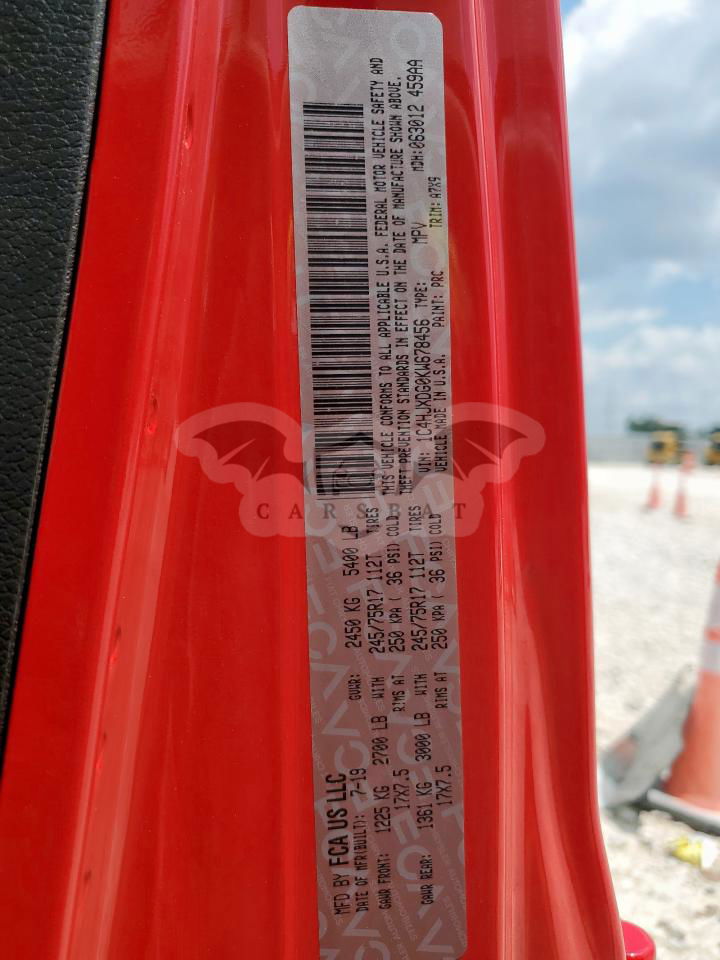 MFD BY FCA US LLC
DATE OF MFR(BUILT): 7-19 GVWR: 2450 KG 5400 LB
GAWR FRONT: 1225 KG 2700 LB WITH 245/75R17 112T TIRES
17X7.5 RIMS AT 250 KPA ( 36 PSI) COLD
GAWR REAR: 1361 KG 3000 LB WITH 245/75R17 112T TIRES
17X7.5 RIMS AT 250 KPA ( 36 PSI) COLD
THIS VEHICLE CONFORMS TO ALL APPLICABLE U.S.A. FEDERAL MOTOR VEHICLE SAFETY AND
THEFT PREVENTION STANDARDS IN EFFECT ON THE DATE OF MANUFACTURE SHOWN ABOVE.
VIN: 1C4HJXDG0KW678456 TYPE: MPV MDH:063012 459AA
VEHICLE MADE IN U.S.A. PAINT: PRC TRIM: A7X9
CARSBAT